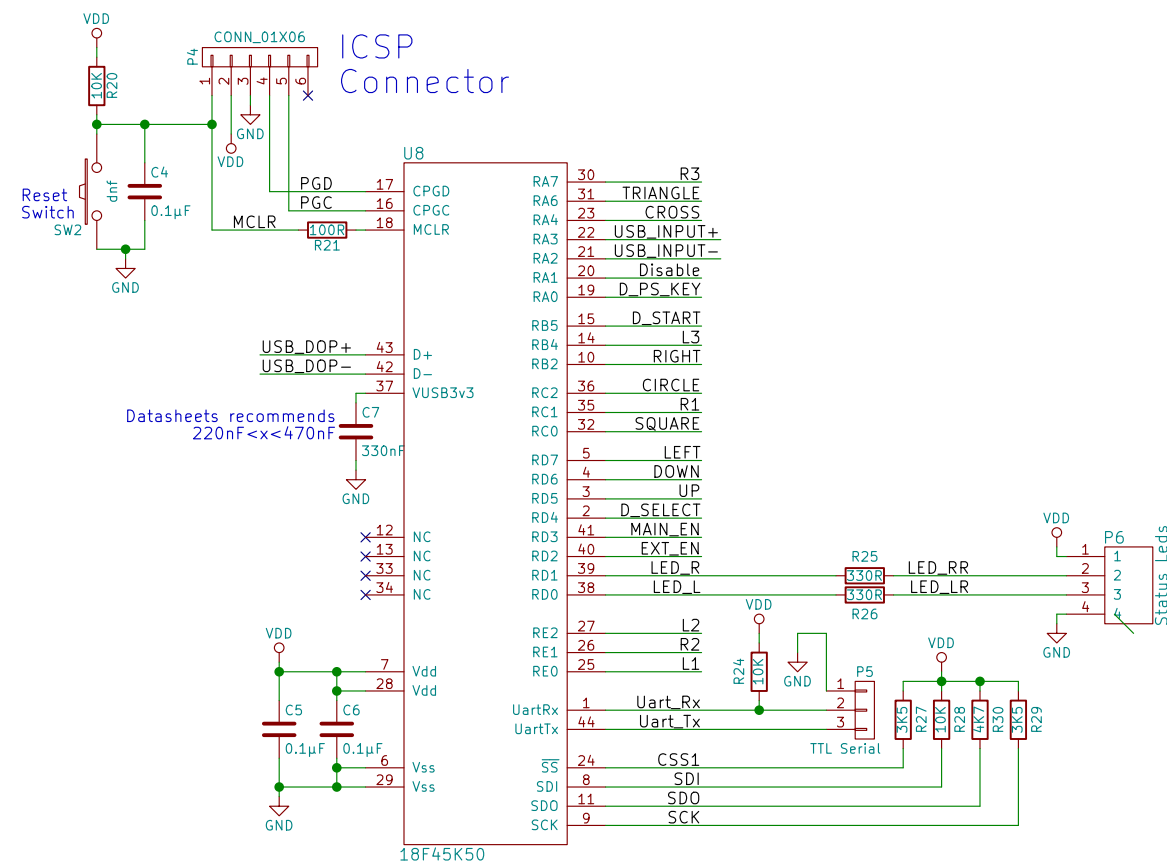 VDD
CONN_01X06
P4
ICSP
Connector
10K
R20
1
2
3
4
5
6
GND
VDD
Reset
Switch
SW2
dnf
C4
0.1µF
GND
PGD
PGC
MCLR
100R
R21
U8
17
CPGD
16
CPGC
18
MCLR
USB_DOP+
43
D+
USB_DOP-
42
D-
37
VUSB3v3
Datasheets recommends
220nF<x<470nF
C7
330nF
GND
12
NC
13
NC
33
NC
34
NC
VDD
7
Vdd
28
Vdd
C5
0.1µF
C6
0.1µF
6
Vss
29
Vss
GND
18F45K50
RA7 30 R3
RA6 31 TRIANGLE
RA4 23 CROSS
RA3 22 USB_INPUT+
RA2 21 USB_INPUT-
RA1 20 Disable
RA0 19 D_PS_KEY
RB5 15 D_START
RB4 14 L3
RB2 10 RIGHT
RC2 36 CIRCLE
RC1 35 R1
RC0 32 SQUARE
RD7 5 LEFT
RD6 4 DOWN
RD5 3 UP
RD4 2 D_SELECT
RD3 41 MAIN_EN
RD2 40 EXT_EN
RD1 39 LED_R
RD0 38 LED_L
RE2 27 L2
RE1 26 R2
RE0 25 L1
UartRx 1 Uart_Rx
UartTx 44 Uart_Tx
SS 24 CSS1
SDI 8 SDI
SDO 11 SDO
SCK 9 SCK
R25
330R
LED_RR
330R
LED_LR
R26
VDD
P6
1 1
2 2
3 3
4 4
Status Leds
GND
VDD
R24
10K
GND
P5
1
2
3
TTL Serial
VDD
3K5
R27
10K
R28
4K7
R30
3K5
R29